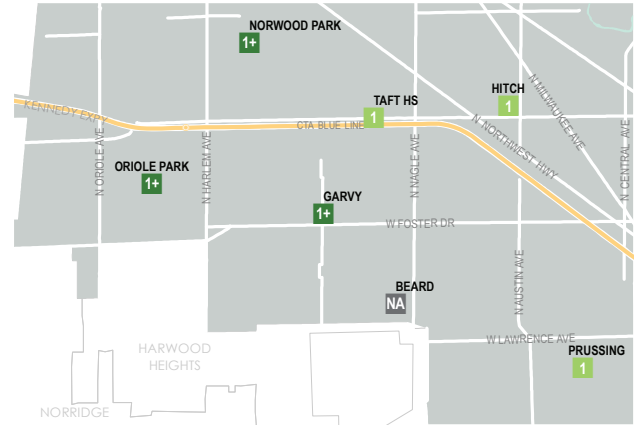 NORWOOD PARK
1+
TAFT HS
1
HITCH
1
N MILWAUKEE AVE
KENNEDY EXPY
CTA BLUE LINE
N. NORTHWEST HWY
N ORIOLE AVE
N HARLEM AVE
N NAGLE AVE
N CENTRAL AVE
ORIOLE PARK
1+
GARVY
1+
W FOSTER DR
N AUSTIN AVE
BEARD
NA
W LAWRENCE AVE
HARWOOD
HEIGHTS
PRUSSING
1
NORRIDGE